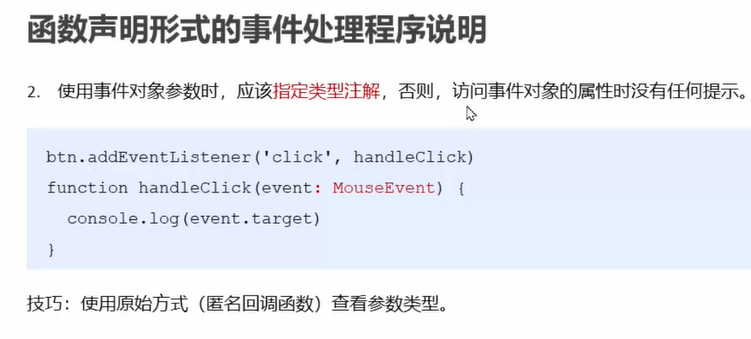 函数声明形式的事件处理程序说明
2. 使用事件对象参数时，应该指定类型注解，否则，访问事件对象的属性时没有任何提示。
btn.addEventListener('click', handleClick)
function handleClick(event: MouseEvent) {
  console.log(event.target)
}
技巧：使用原始方式（匿名回调函数）查看参数类型。